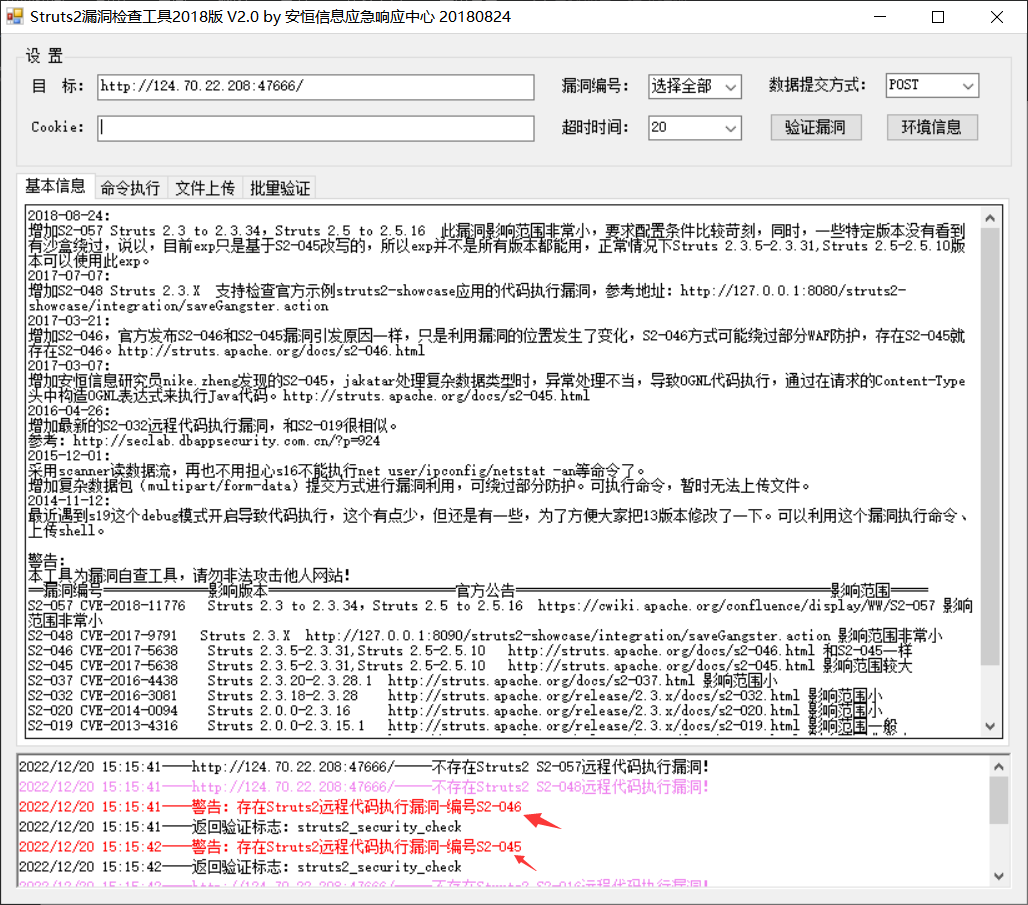 Struts2漏洞检查工具2018版 V2.0 by 安恒信息应急响应中心 20180824
设 置
目 标: http://124.70.22.208:47666/ 漏洞编号: 选择全部 数据提交方式: POST
Cookie: 超时时间: 20 验证漏洞 环境信息
基本信息 命令执行 文件上传 批量验证
2018-08-24:
增加S2-057 Struts 2.3 to 2.3.34，Struts 2.5 to 2.5.16 此漏洞影响范围非常小，要求配置条件比较苛刻，同时，一些特定版本没有看到
有沙盒绕过，说以，目前exp只是基于S2-045改写的，所以exp并不是所有版本都能用，正常情况下Struts 2.3.5-2.3.31,Struts 2.5-2.5.10版
本可以使用此exp。
2017-07-07:
增加S2-048 Struts 2.3.X 支持检查官方示例struts2-showcase应用的代码执行漏洞，参考地址: http://127.0.0.1:8080/struts2-
showcase/integration/saveGangster.action
2017-03-21:
增加S2-046，官方发布S2-046和S2-045漏洞引发原因一样，只是利用漏洞的位置发生了变化，S2-046方式可能绕过部分WAF防护，存在S2-045就
存在S2-046。http://struts.apache.org/docs/s2-046.html
2017-03-07:
增加安恒信息研究员nike.zheng发现的S2-045，jakatar处理复杂数据类型时，异常处理不当，导致OGNL代码执行，通过在请求的Content-Type
头中构造OGNL表达式来执行Java代码。http://struts.apache.org/docs/s2-045.html
2016-04-26:
增加最新的S2-032远程代码执行漏洞，和S2-019很相似。
参考: http://seclab.dbappsecurity.com.cn/?p=924
2015-12-01:
采用scanner读数据流，再也不用担心s16不能执行net user/ipconfig/netstat -an等命令了。
增加复杂数据包（multipart/form-data）提交方式进行漏洞利用，可绕过部分防护。可执行命令，暂时无法上传文件。
2014-11-12:
最近遇到s19这个debug模式开启导致代码执行，这个有点少，但还是有一些，为了方便大家把13版本修改了一下。可以利用这个漏洞执行命令、
上传shell。
警告:
本工具为漏洞自查工具，请勿非法攻击他人网站!
══漏洞编号═══════影响版本════════════官方公告═════════════════════影响范围═══
S2-057 CVE-2018-11776 Struts 2.3 to 2.3.34，Struts 2.5 to 2.5.16 https://cwiki.apache.org/confluence/display/WW/S2-057 影响
范围非常小
S2-048 CVE-2017-9791 Struts 2.3.X http://127.0.0.1:8090/struts2-showcase/integration/saveGangster.action 影响范围非常小
S2-046 CVE-2017-5638 Struts 2.3.5-2.3.31,Struts 2.5-2.5.10 http://struts.apache.org/docs/s2-046.html 和S2-045一样
S2-045 CVE-2017-5638 Struts 2.3.5-2.3.31,Struts 2.5-2.5.10 http://struts.apache.org/docs/s2-045.html 影响范围较大
S2-037 CVE-2016-4438 Struts 2.3.20-2.3.28.1 http://struts.apache.org/docs/s2-037.html 影响范围小
S2-032 CVE-2016-3081 Struts 2.3.18-2.3.28 http://struts.apache.org/release/2.3.x/docs/s2-032.html 影响范围小
S2-020 CVE-2014-0094 Struts 2.0.0-2.3.16 http://struts.apache.org/release/2.3.x/docs/s2-020.html 影响范围小
S2-019 CVE-2013-4316 Struts 2.0.0-2.3.15.1 http://struts.apache.org/release/2.3.x/docs/s2-019.html 影响范围一般
2022/12/20 15:15:41——http://124.70.22.208:47666/——不存在Struts2 S2-057远程代码执行漏洞!
2022/12/20 15:15:41——http://124.70.22.208:47666/——不存在Struts2 S2-048远程代码执行漏洞!
2022/12/20 15:15:41——警告: 存在Struts2远程代码执行漏洞-编号S2-046
2022/12/20 15:15:41——返回验证标志: struts2_security_check
2022/12/20 15:15:42——警告: 存在Struts2远程代码执行漏洞-编号S2-045
2022/12/20 15:15:42——返回验证标志: struts2_security_check
2022/12/20 15:15:42——http://124.70.22.208:47666/——不存在Struts2 S2-016远程代码执行漏洞!